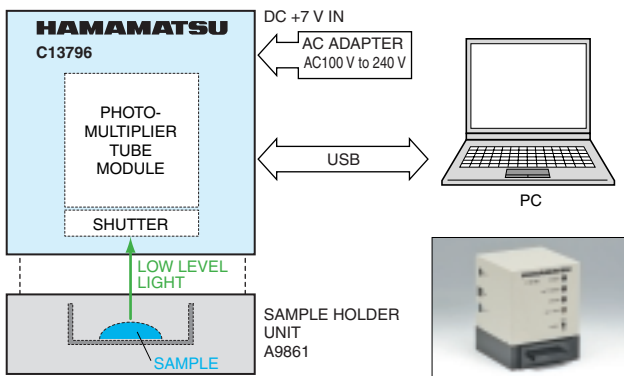 HAMAMATSU
C13796
DC +7 V IN
AC ADAPTER
AC100 V to 240 V
PHOTO-
MULTIPLIER
TUBE
MODULE
USB
PC
SHUTTER
LOW LEVEL
LIGHT
SAMPLE HOLDER
UNIT
A9861
SAMPLE
HAMAMATSU